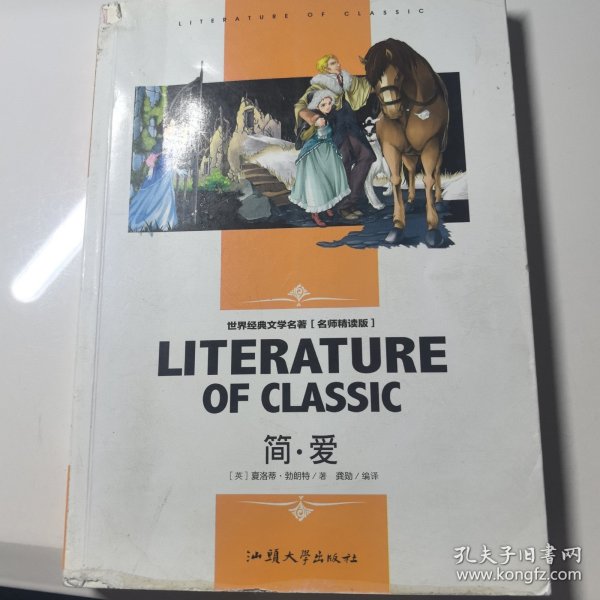 LITERATURE OF CLASSIC
世界经典文学名著[名师精读版]
LITERATURE
OF CLASSIC
简·爱
[英]夏洛蒂·勃朗特/著 龚勋/编译
汕頭大學出版社
孔夫子旧书网
www.kongfz.com